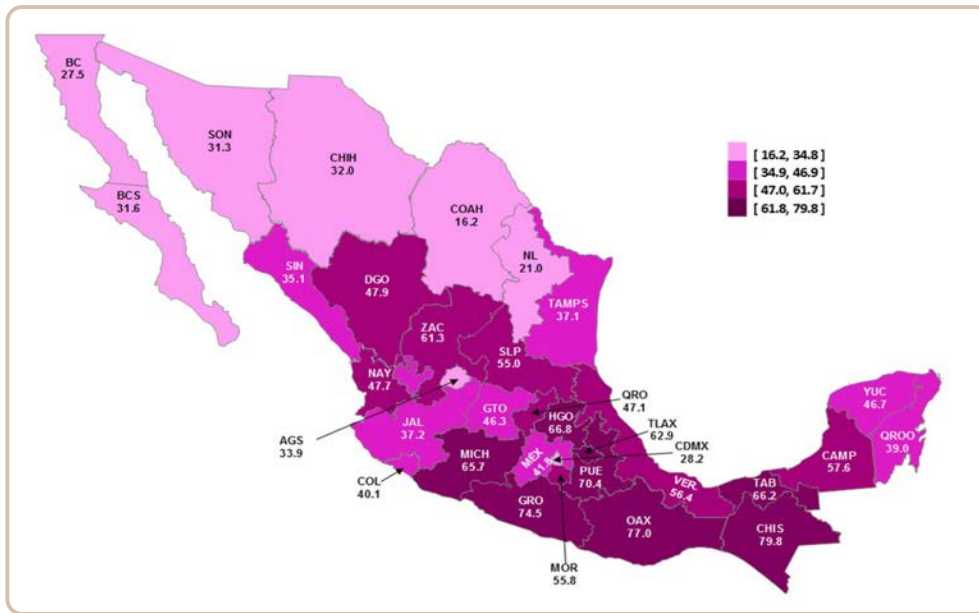 BC
27.5
SON
31.3
CHIH
32.0
BCS
31.6
COAH
16.2
NL
21.0
SIN
35.1
DGO
47.9
TAMPS
37.1
ZAC
61.3
SLP
55.0
NAY
47.7
AGS
33.9
JAL
37.2
GTO
46.3
QRO
47.1
HGO
66.8
TLAX
62.9
CDMX
28.2
COL
40.1
MICH
65.7
MEX
41.8
PUE
70.4
MOR
55.8
GRO
74.5
OAX
77.0
VER.
56.4
TAB
66.2
CHIS
79.8
CAMP
57.6
YUC
46.7
QROO
39.0
[ 16.2, 34.8 ]
[ 34.9, 46.9 ]
[ 47.0, 61.7 ]
[ 61.8, 79.8 ]